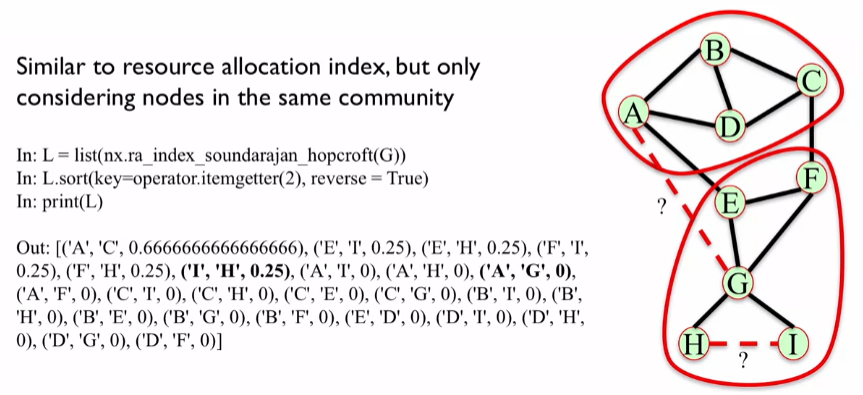 Similar to resource allocation index, but only
considering nodes in the same community
In: L = list(nx.ra_index_soundarajan_hopcroft(G))
In: L.sort(key=operator.itemgetter(2), reverse = True)
In: print(L)
Out: [('A', 'C', 0.6666666666666666), ('E', 'I', 0.25), ('E', 'H', 0.25), ('F', 'I',
0.25), ('F', 'H', 0.25), ('I', 'H', 0.25), ('A', 'I', 0), ('A', 'H', 0), ('A', 'G', 0),
('A', 'F', 0), ('C', 'I', 0), ('C', 'H', 0), ('C', 'E', 0), ('C', 'G', 0), ('B', 'I', 0), ('B',
'H', 0), ('B', 'E', 0), ('B', 'G', 0), ('B', 'F', 0), ('E', 'D', 0), ('D', 'I', 0), ('D', 'H',
0), ('D', 'G', 0), ('D', 'F', 0)]
B
C
A
D
F
E
?
G
H
I
?